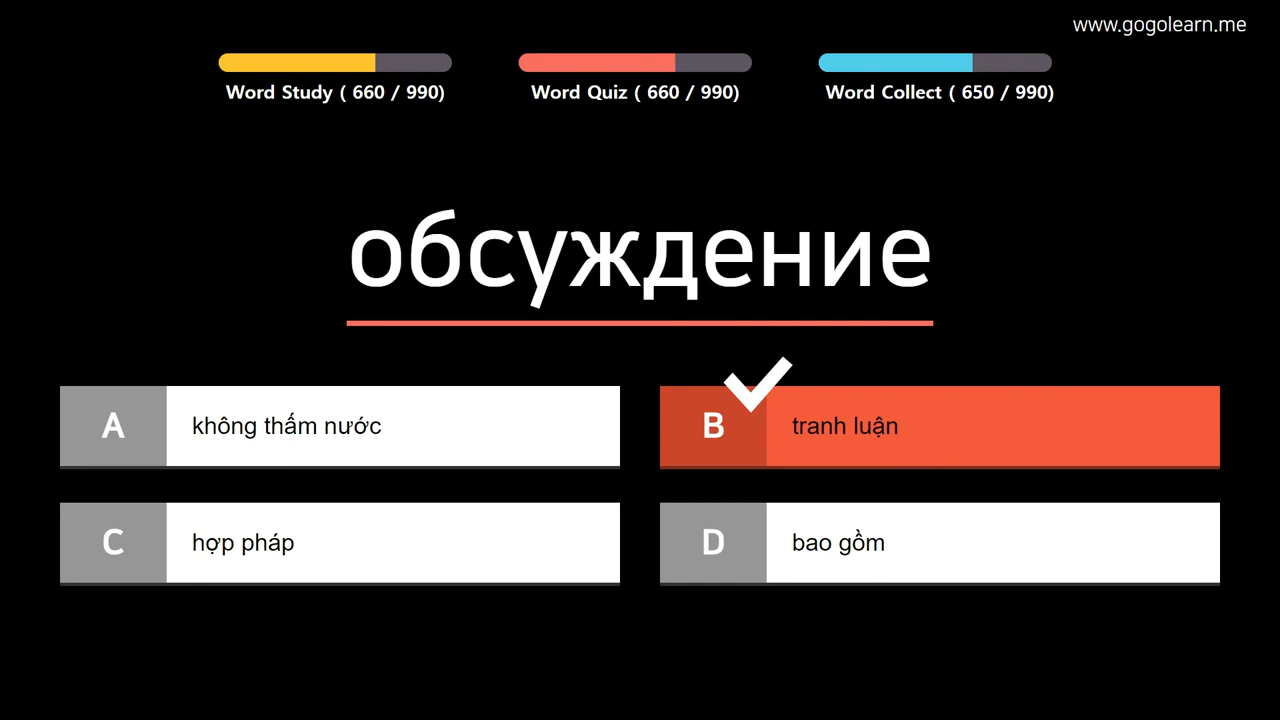 www.gogolearn.me
Word Study ( 660 / 990)
Word Quiz ( 660 / 990)
Word Collect ( 650 / 990)
обсуждение
A
không thấm nước
B
tranh luận
C
hợp pháp
D
bao gồm